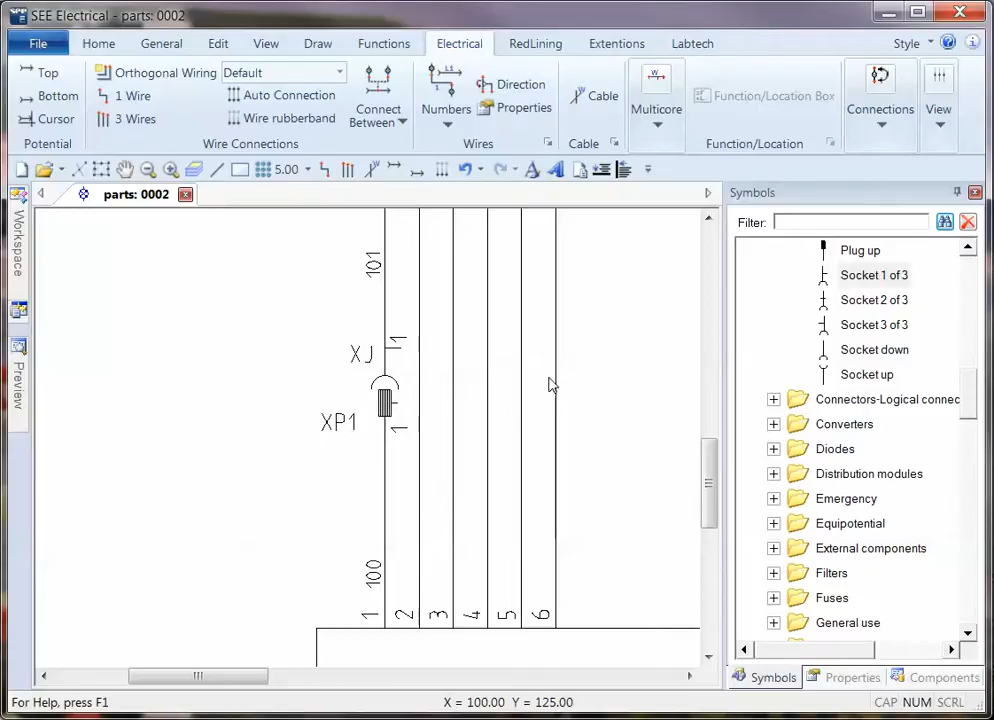 SEE Electrical - parts: 0002
File Home General Edit View Draw Functions Electrical RedLining Extentions Labtech Style
Top Orthogonal Wiring Default
Bottom 1 Wire Auto Connection Connect Between Numbers Direction Cable Multicore Function/Location Box Connections View
Cursor 3 Wires Wire rubberband Properties
Potential Wire Connections Wires Cable Function/Location
5.00
parts: 0002 Symbols
Filter:
Workspace
Preview
101
XJ 1
XP1 1
100
1 2 3 4 5 6
Plug up
Socket 1 of 3
Socket 2 of 3
Socket 3 of 3
Socket down
Socket up
Connectors-Logical connec
Converters
Diodes
Distribution modules
Emergency
Equipotential
External components
Filters
Fuses
General use
Symbols Properties Components
For Help, press F1 X = 100.00 Y = 125.00 CAP NUM SCRL